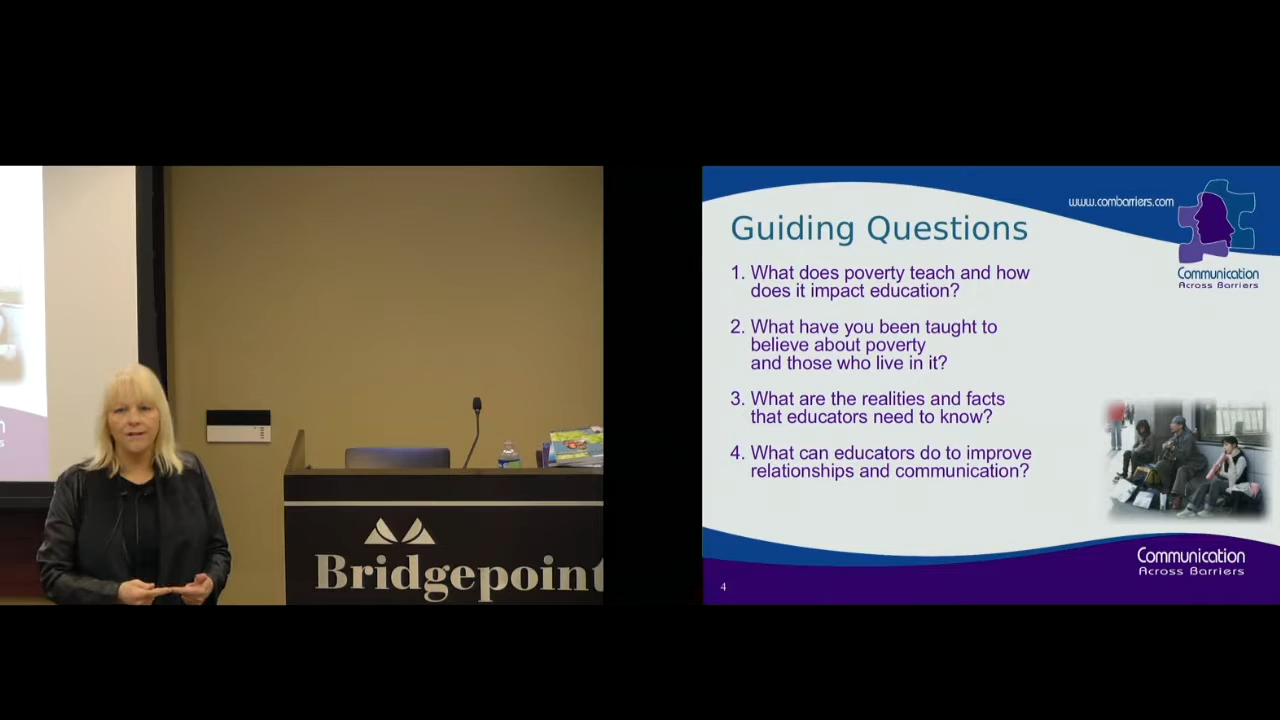 Bridgepoint
www.combarriers.com
Guiding Questions
Communication
Across Barriers
1. What does poverty teach and how
does it impact education?
2. What have you been taught to
believe about poverty
and those who live in it?
3. What are the realities and facts
that educators need to know?
4. What can educators do to improve
relationships and communication?
Communication
Across Barriers
4